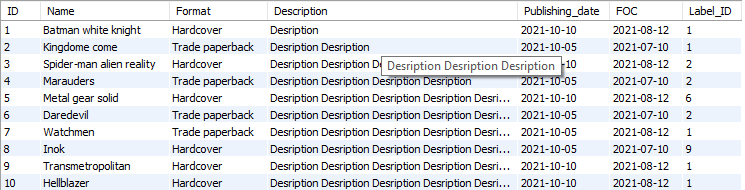 ID Name Format Description Publishing_date FOC Label_ID
1 Batman white knight Hardcover Desription 2021-10-10 2021-08-12 1
2 Kingdome come Trade paperback Desription Desription 2021-10-05 2021-07-10 1
3 Spider-man alien reality Hardcover Desription Desription -10 2021-08-12 2
Desription Desription Desription
4 Marauders Trade paperback Desription Desription Desription Desription 2021-10-05 2021-07-10 2
5 Metal gear solid Hardcover Desription Desription Desription Desription Desri... 2021-10-10 2021-08-12 6
6 Daredevil Trade paperback Desription Desription Desription Desription Desri... 2021-10-05 2021-07-10 2
7 Watchmen Trade paperback Desription Desription Desription Desription Desri... 2021-10-05 2021-08-12 1
8 Inok Hardcover Desription Desription Desription Desription Desri... 2021-10-05 2021-07-10 9
9 Transmetropolitan Hardcover Desription Desription Desription Desription Desri... 2021-10-10 2021-08-12 1
10 Hellblazer Hardcover Desription Desription Desription Desription Desri... 2021-10-10 2021-08-12 1